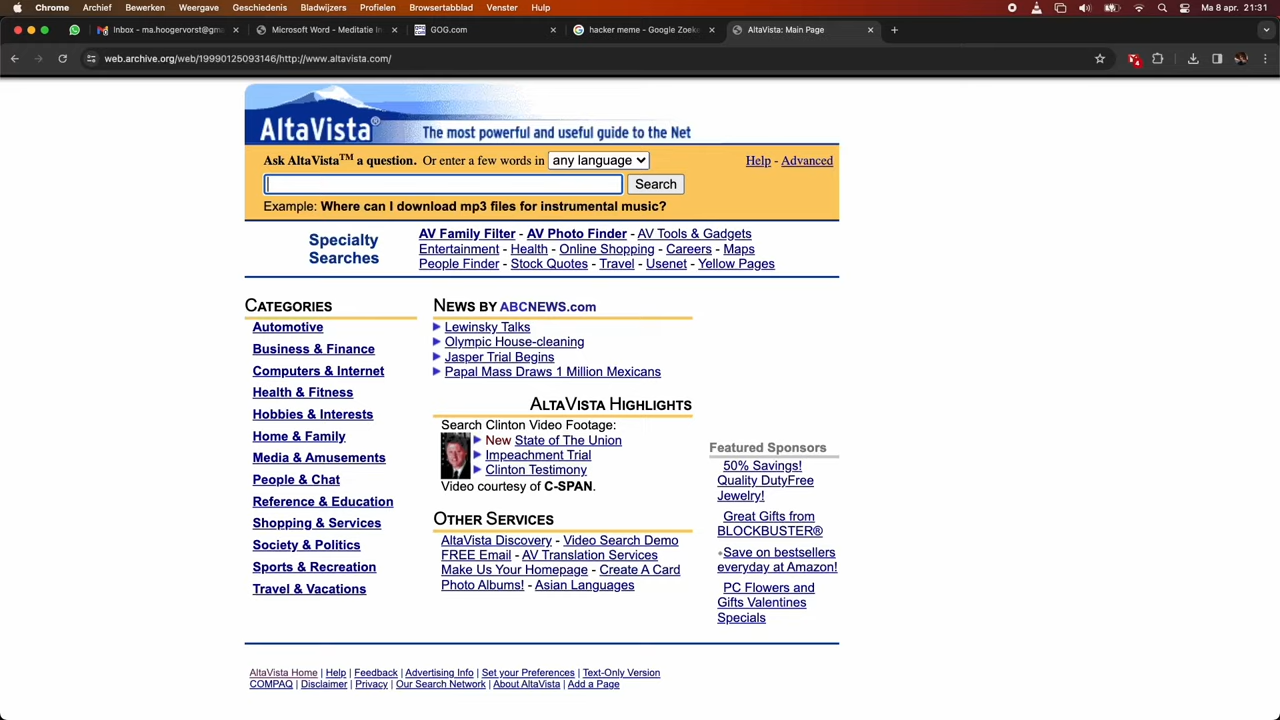 Chrome Archief Bewerken Weergave Geschiedenis Bladwijzers Profielen Tabblad Venster Hulp Ma 8 apr. 21:31
Inbox - ma.hoogervorst@gma Microsoft Word - Meditatie In GOG.com hacker meme - Google Zoeke AltaVista: Main Page
web.archive.org/web/19990125093146/http://www.altavista.com/
AltaVista® The most powerful and useful guide to the Net
Ask AltaVista™ a question. Or enter a few words in any language Help - Advanced
Search
Example: Where can I download mp3 files for instrumental music?
Specialty Searches
AV Family Filter - AV Photo Finder - AV Tools & Gadgets
Entertainment - Health - Online Shopping - Careers - Maps
People Finder - Stock Quotes - Travel - Usenet - Yellow Pages
CATEGORIES
Automotive
Business & Finance
Computers & Internet
Health & Fitness
Hobbies & Interests
Home & Family
Media & Amusements
People & Chat
Reference & Education
Shopping & Services
Society & Politics
Sports & Recreation
Travel & Vacations
NEWS BY ABCNEWS.com
Lewinsky Talks
Olympic House-cleaning
Jasper Trial Begins
Papal Mass Draws 1 Million Mexicans
ALTAVISTA HIGHLIGHTS
Search Clinton Video Footage:
New State of The Union
Impeachment Trial
Clinton Testimony
Video courtesy of C-SPAN.
OTHER SERVICES
AltaVista Discovery - Video Search Demo
FREE Email - AV Translation Services
Make Us Your Homepage - Create A Card
Photo Albums! - Asian Languages
Featured Sponsors
50% Savings!
Quality DutyFree
Jewelry!
Great Gifts from
BLOCKBUSTER®
Save on bestsellers
everyday at Amazon!
PC Flowers and
Gifts Valentines
Specials
AltaVista Home | Help | Feedback | Advertising Info | Set your Preferences | Text-Only Version
COMPAQ | Disclaimer | Privacy | Our Search Network | About AltaVista | Add a Page